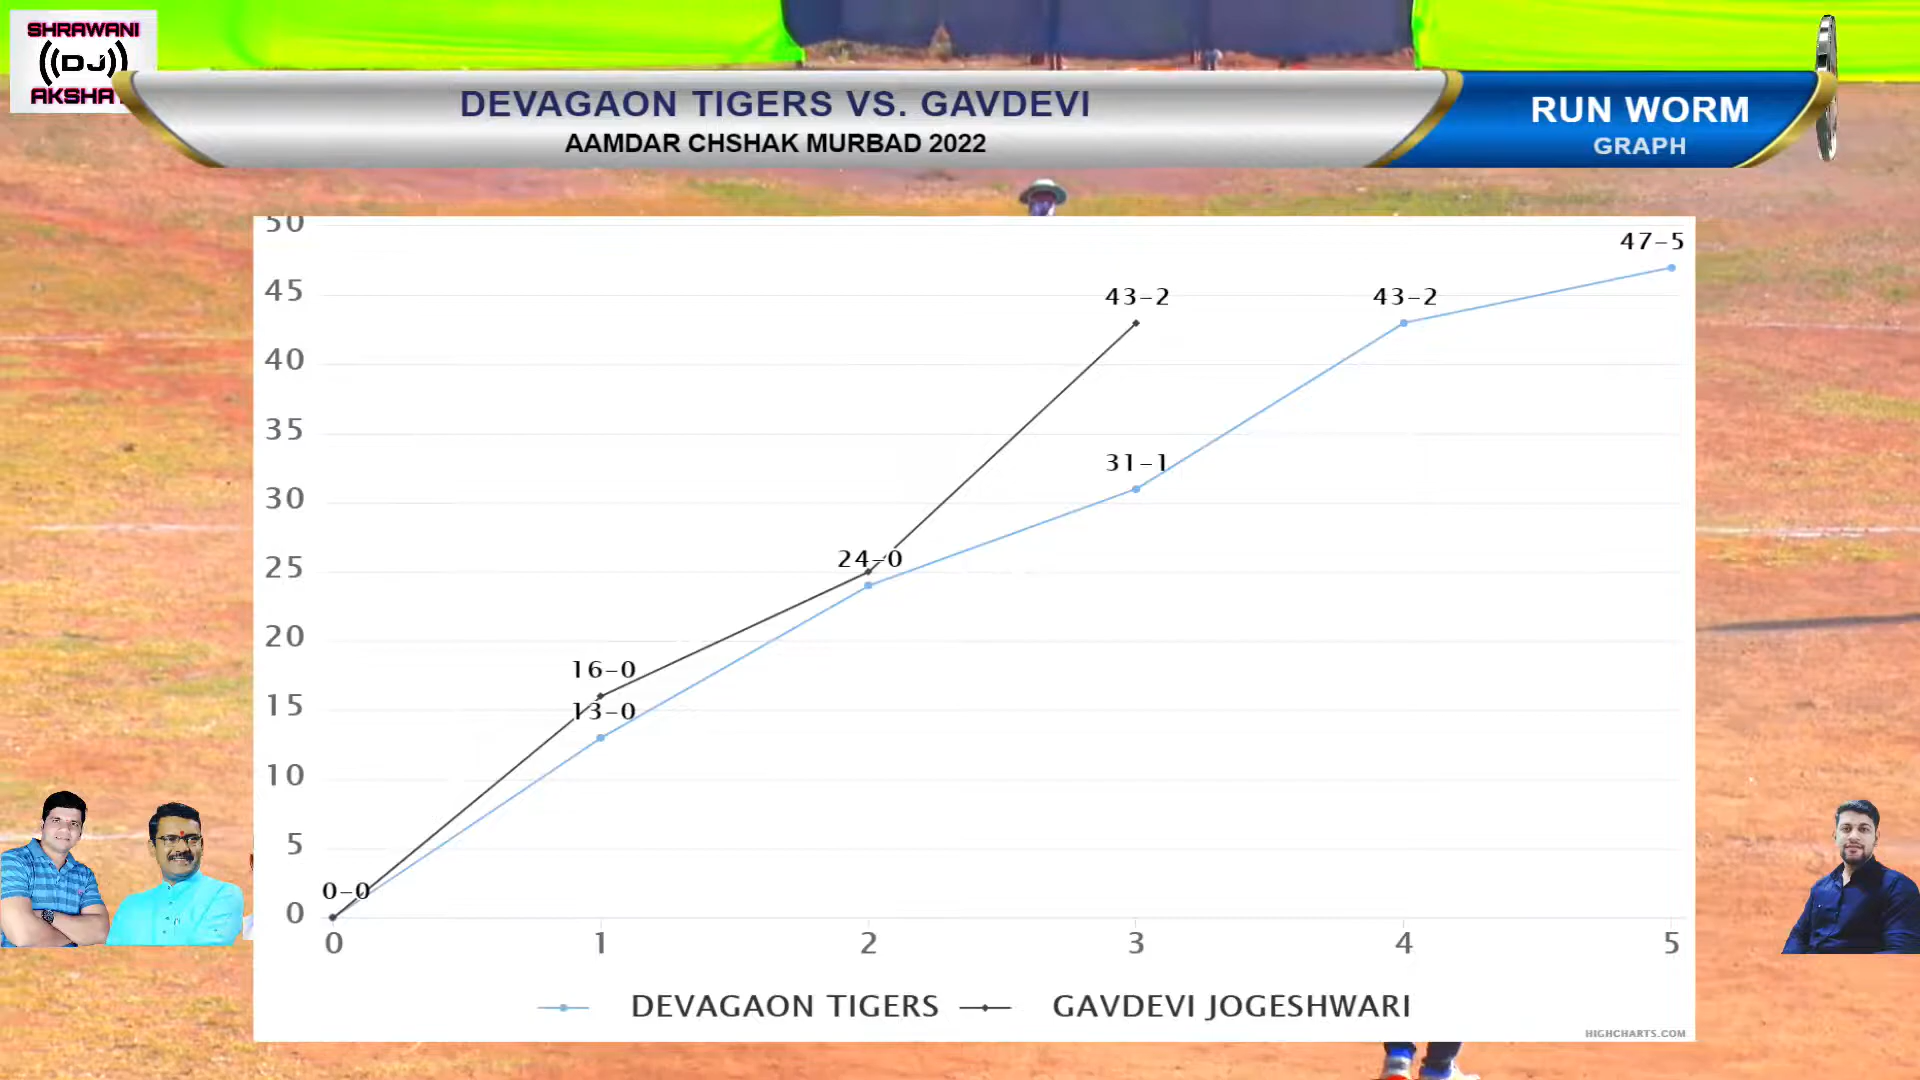 SHRAWANI
((DJ))
AKSHA
DEVAGAON TIGERS VS. GAVDEVI
AAMDAR CHSHAK MURBAD 2022
RUN WORM
GRAPH
50
47-5
45
43-2
43-2
40
35
31-1
30
24-0
25
20
16-0
15
13-0
10
5
0-0
0
0 1 2 3 4 5
DEVAGAON TIGERS GAVDEVI JOGESHWARI
HIGHCHARTS.COM